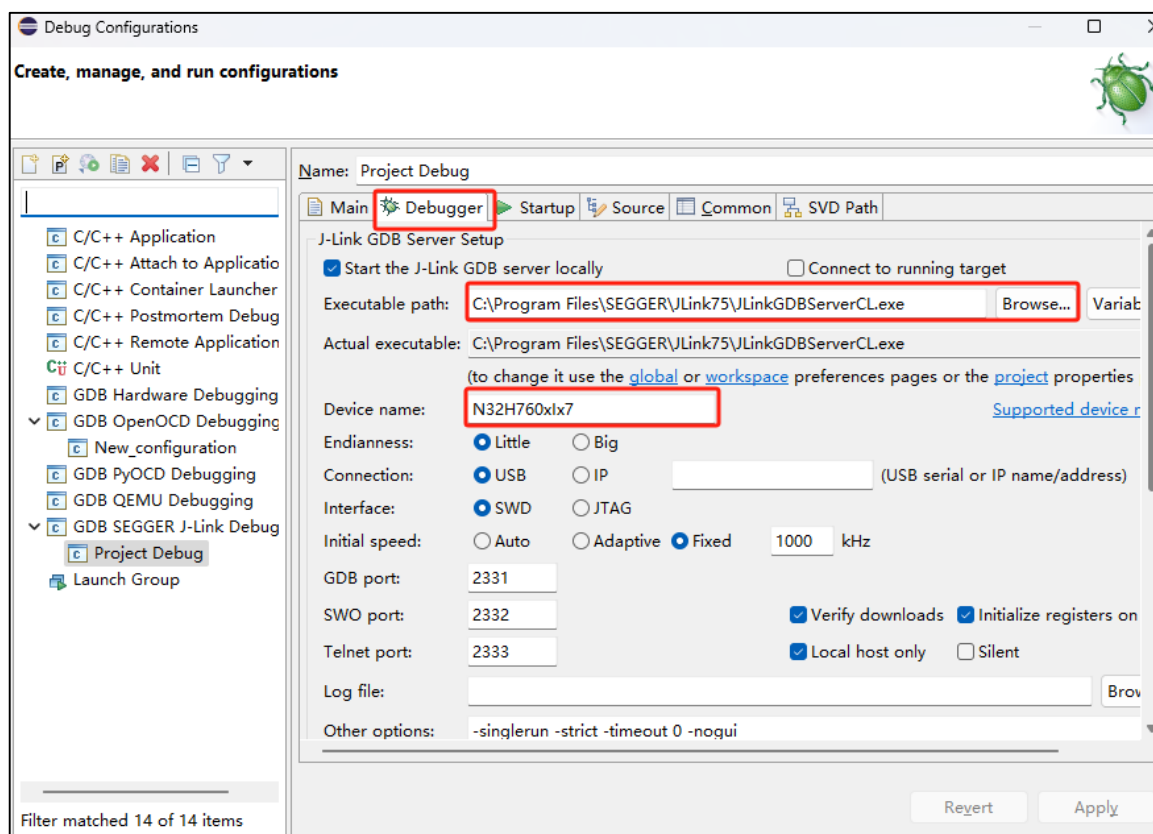 Debug Configurations
Create, manage, and run configurations
Name: Project Debug
Main Debugger Startup Source Common SVD Path
C/C++ Application
C/C++ Attach to Applicatio
C/C++ Container Launcher
C/C++ Postmortem Debug
C/C++ Remote Application
C/C++ Unit
GDB Hardware Debugging
GDB OpenOCD Debugging
New_configuration
GDB PyOCD Debugging
GDB QEMU Debugging
GDB SEGGER J-Link Debug
Project Debug
Launch Group
Filter matched 14 of 14 items
J-Link GDB Server Setup
Start the J-Link GDB server locally Connect to running target
Executable path: C:\Program Files\SEGGER\JLink75\JLinkGDBServerCL.exe Browse... Variab
Actual executable: C:\Program Files\SEGGER\JLink75\JLinkGDBServerCL.exe
(to change it use the global or workspace preferences pages or the project properties
Device name: N32H760xIx7 Supported device r
Endianness: Little Big
Connection: USB IP (USB serial or IP name/address)
Interface: SWD JTAG
Initial speed: Auto Adaptive Fixed 1000 kHz
GDB port: 2331
SWO port: 2332 Verify downloads Initialize registers on
Telnet port: 2333 Local host only Silent
Log file: Brow
Other options: -singlerun -strict -timeout 0 -nogui
Revert Apply